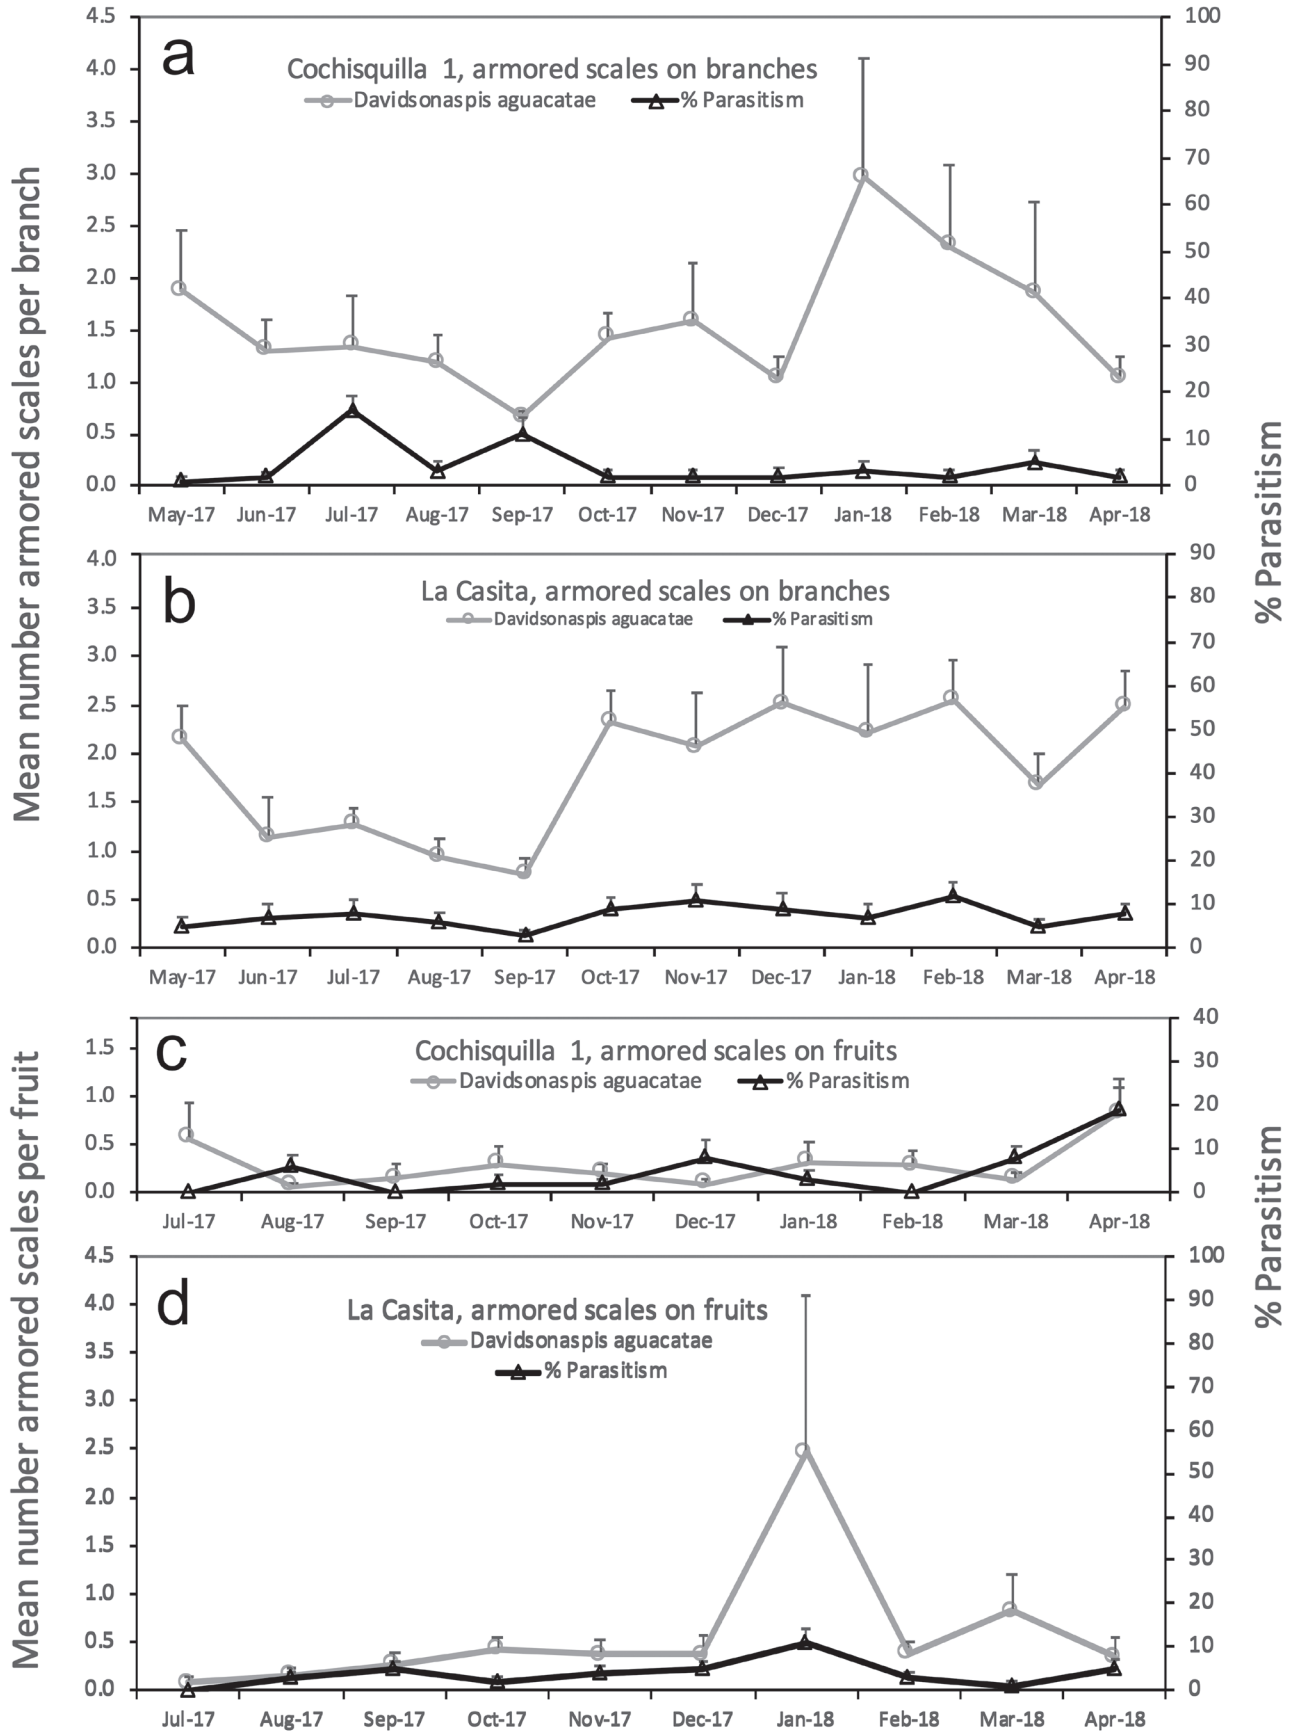 Mean number armored scales per branch
% Parasitism
a
Cochisquilla 1, armored scales on branches
Davidsonaspis aguacatae
% Parasitism
4.5
4.0
3.5
3.0
2.5
2.0
1.5
1.0
0.5
0.0
100
90
80
70
60
50
40
30
20
10
0
May-17 Jun-17 Jul-17 Aug-17 Sep-17 Oct-17 Nov-17 Dec-17 Jan-18 Feb-18 Mar-18 Apr-18
b
La Casita, armored scales on branches
Davidsonaspis aguacatae
% Parasitism
4.0
3.5
3.0
2.5
2.0
1.5
1.0
0.5
0.0
90
80
70
60
50
40
30
20
10
0
May-17 Jun-17 Jul-17 Aug-17 Sep-17 Oct-17 Nov-17 Dec-17 Jan-18 Feb-18 Mar-18 Apr-18
Mean number armored scales per fruit
% Parasitism
c
Cochisquilla 1, armored scales on fruits
Davidsonaspis aguacatae
% Parasitism
1.5
1.0
0.5
0.0
40
30
20
10
0
Jul-17 Aug-17 Sep-17 Oct-17 Nov-17 Dec-17 Jan-18 Feb-18 Mar-18 Apr-18
d
La Casita, armored scales on fruits
Davidsonaspis aguacatae
% Parasitism
4.5
4.0
3.5
3.0
2.5
2.0
1.5
1.0
0.5
0.0
100
90
80
70
60
50
40
30
20
10
0
Jul-17 Aug-17 Sep-17 Oct-17 Nov-17 Dec-17 Jan-18 Feb-18 Mar-18 Apr-18